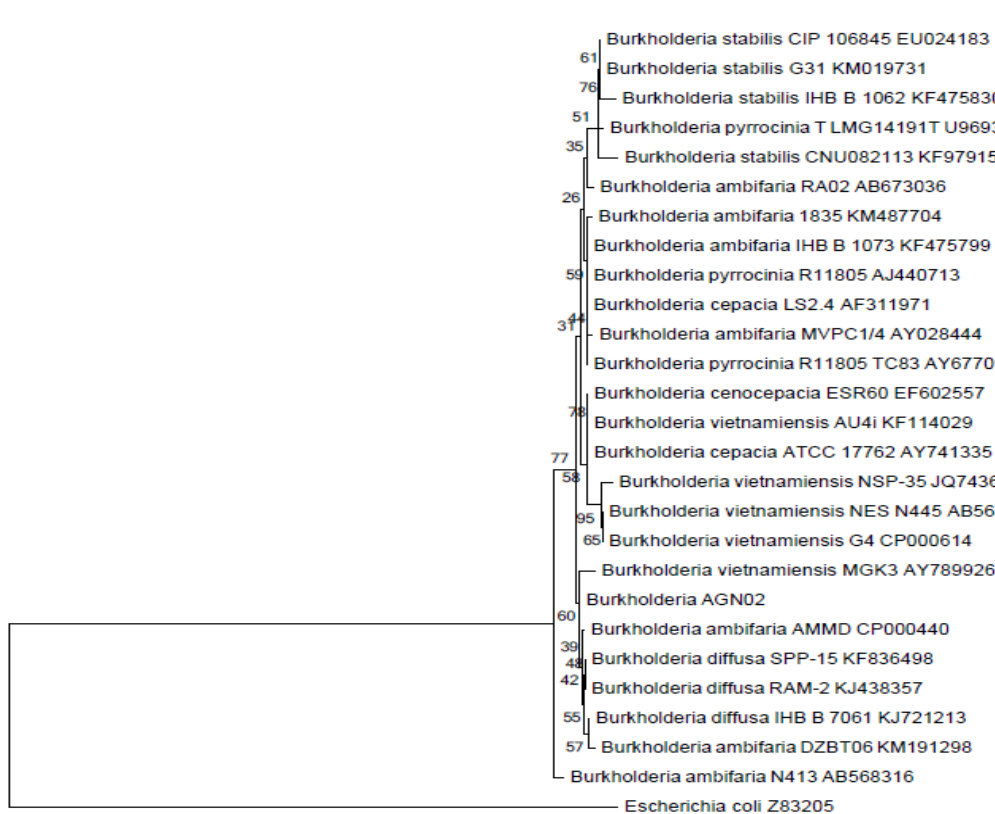 Burkholderia stabilis CIP 106845 EU024183
61
Burkholderia stabilis G31 KM019731
76
Burkholderia stabilis IHB B 1062 KF475836
51
Burkholderia pyrrocinia T LMG14191T U9693
35
Burkholderia stabilis CNU082113 KF97915
Burkholderia ambifaria RA02 AB673036
26
Burkholderia ambifaria 1835 KM487704
Burkholderia ambifaria IHB B 1073 KF475799
59
Burkholderia pyrrocinia R11805 AJ440713
Burkholderia cepacia LS2.4 AF311971
44
31
Burkholderia ambifaria MVPC1/4 AY028444
Burkholderia pyrrocinia R11805 TC83 AY6770
Burkholderia cenocepacia ESR60 EF602557
78
Burkholderia vietnamiensis AU4i KF114029
Burkholderia cepacia ATCC 17762 AY741335
77
58
Burkholderia vietnamiensis NSP-35 JQ7436
Burkholderia vietnamiensis NES N445 AB56
95
65
Burkholderia vietnamiensis G4 CP000614
Burkholderia vietnamiensis MGK3 AY789926
Burkholderia AGN02
60
Burkholderia ambifaria AMMD CP000440
39
48
Burkholderia diffusa SPP-15 KF836498
42
Burkholderia diffusa RAM-2 KJ438357
55
Burkholderia diffusa IHB B 7061 KJ721213
57
Burkholderia ambifaria DZBT06 KM191298
Burkholderia ambifaria N413 AB568316
Escherichia coli Z83205